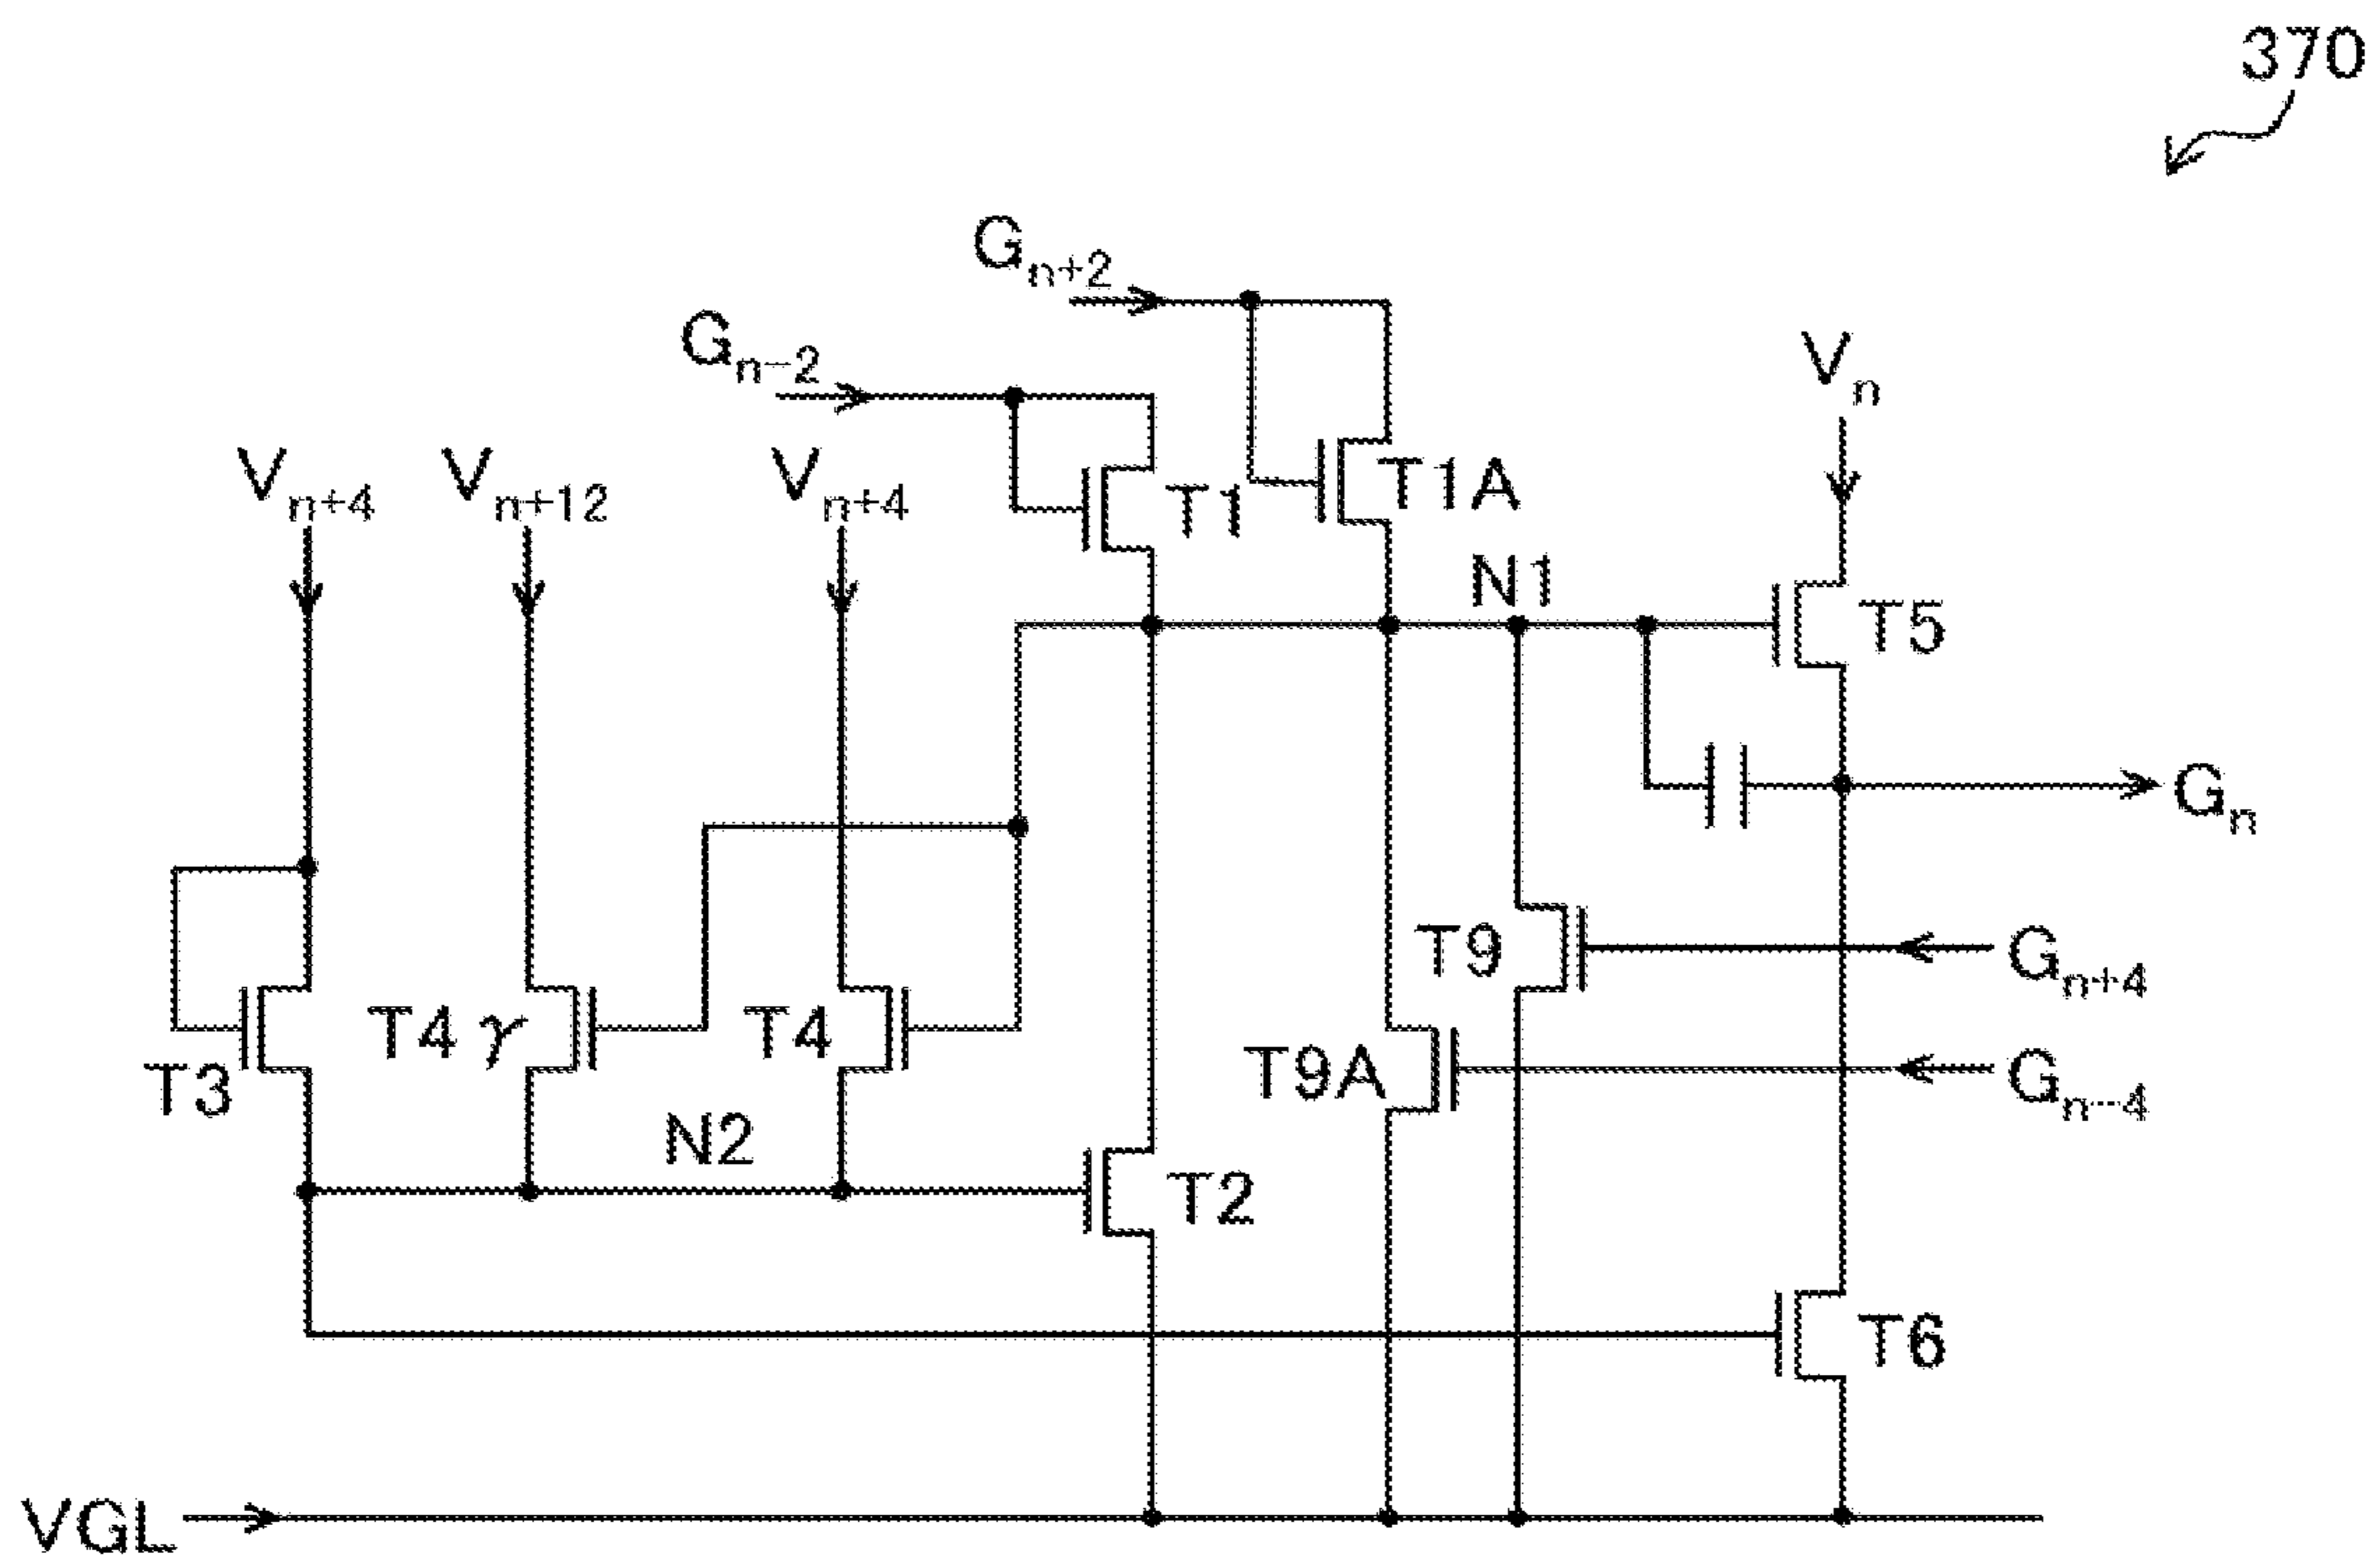 370
Gn+2
Gn-2
Vn
Vn+4
Vn+12
Vn+4
T1
T1A
N1
T5
Gn
T9
Gn+4
T3
T4γ
T4
T9A
Gn-4
N2
T2
T6
VGL